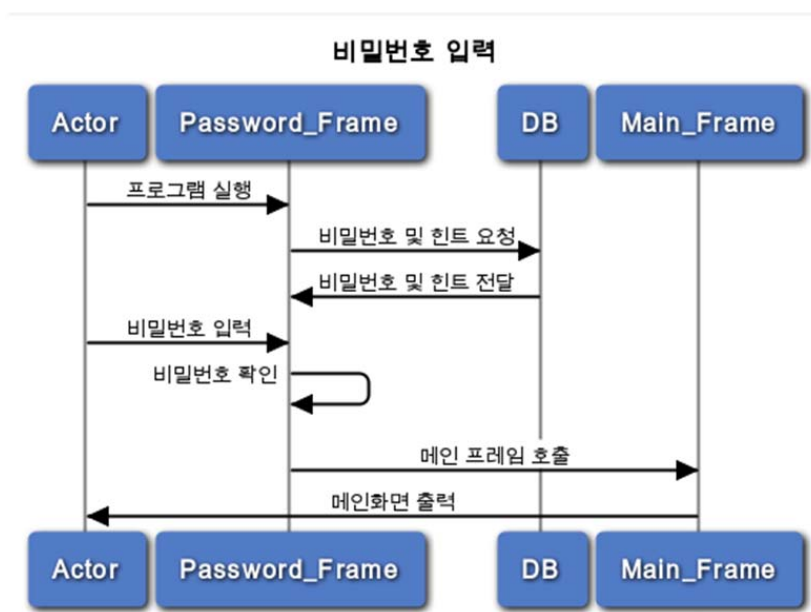 비밀번호 입력
Actor
Password_Frame
DB
Main_Frame
프로그램 실행
비밀번호 및 힌트 요청
비밀번호 및 힌트 전달
비밀번호 입력
비밀번호 확인
메인 프레임 호출
메인화면 출력
Actor
Password_Frame
DB
Main_Frame